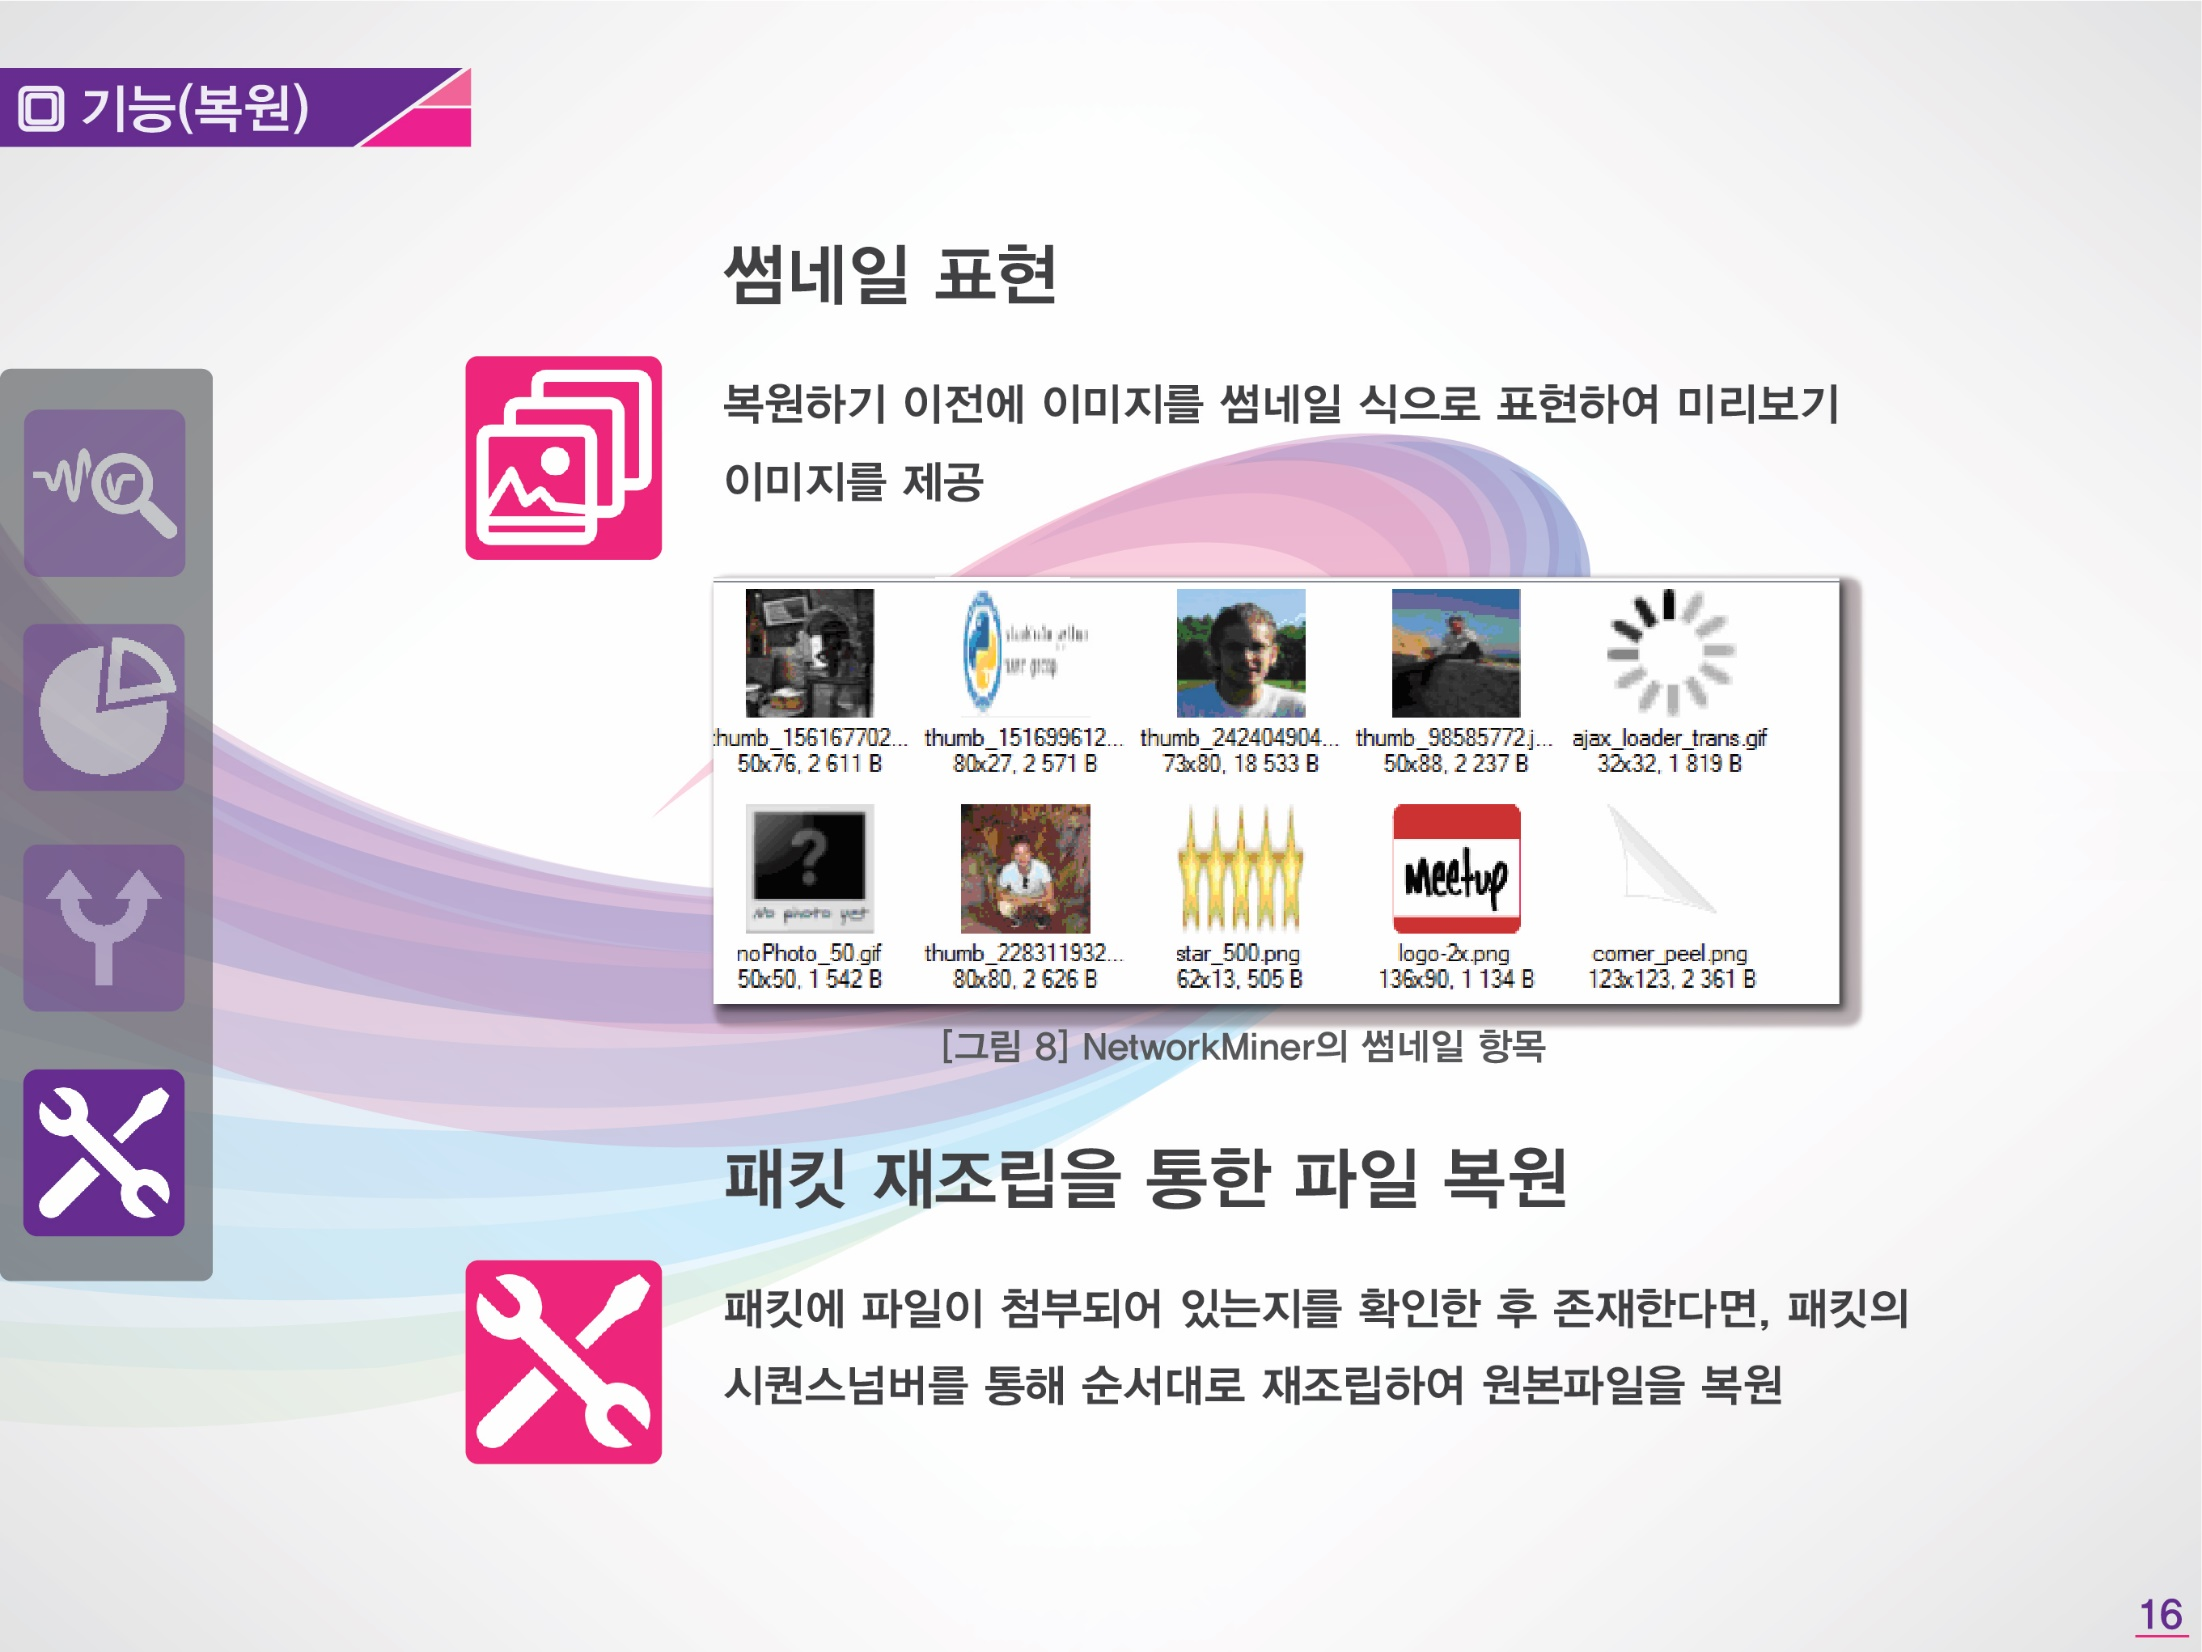 기능(복원)
썸네일 표현
복원하기 이전에 이미지를 썸네일 식으로 표현하여 미리보기
이미지를 제공
user group
thumb_156167702... thumb_151699612... thumb_242404904... thumb_98585772.j... ajax_loader_trans.gif
50x76, 2 611 B 80x27, 2 571 B 73x80, 18 533 B 50x88, 2 237 B 32x32, 1 819 B
?
No photo yet
meetup
noPhoto_50.gif thumb_228311932... star_500.png logo-2x.png corner_peel.png
50x50, 1 542 B 80x80, 2 626 B 62x13, 505 B 136x90, 1 134 B 123x123, 2 361 B
[그림 8] NetworkMiner의 썸네일 항목
패킷 재조립을 통한 파일 복원
패킷에 파일이 첨부되어 있는지를 확인한 후 존재한다면, 패킷의
시퀀스넘버를 통해 순서대로 재조립하여 원본파일을 복원
16